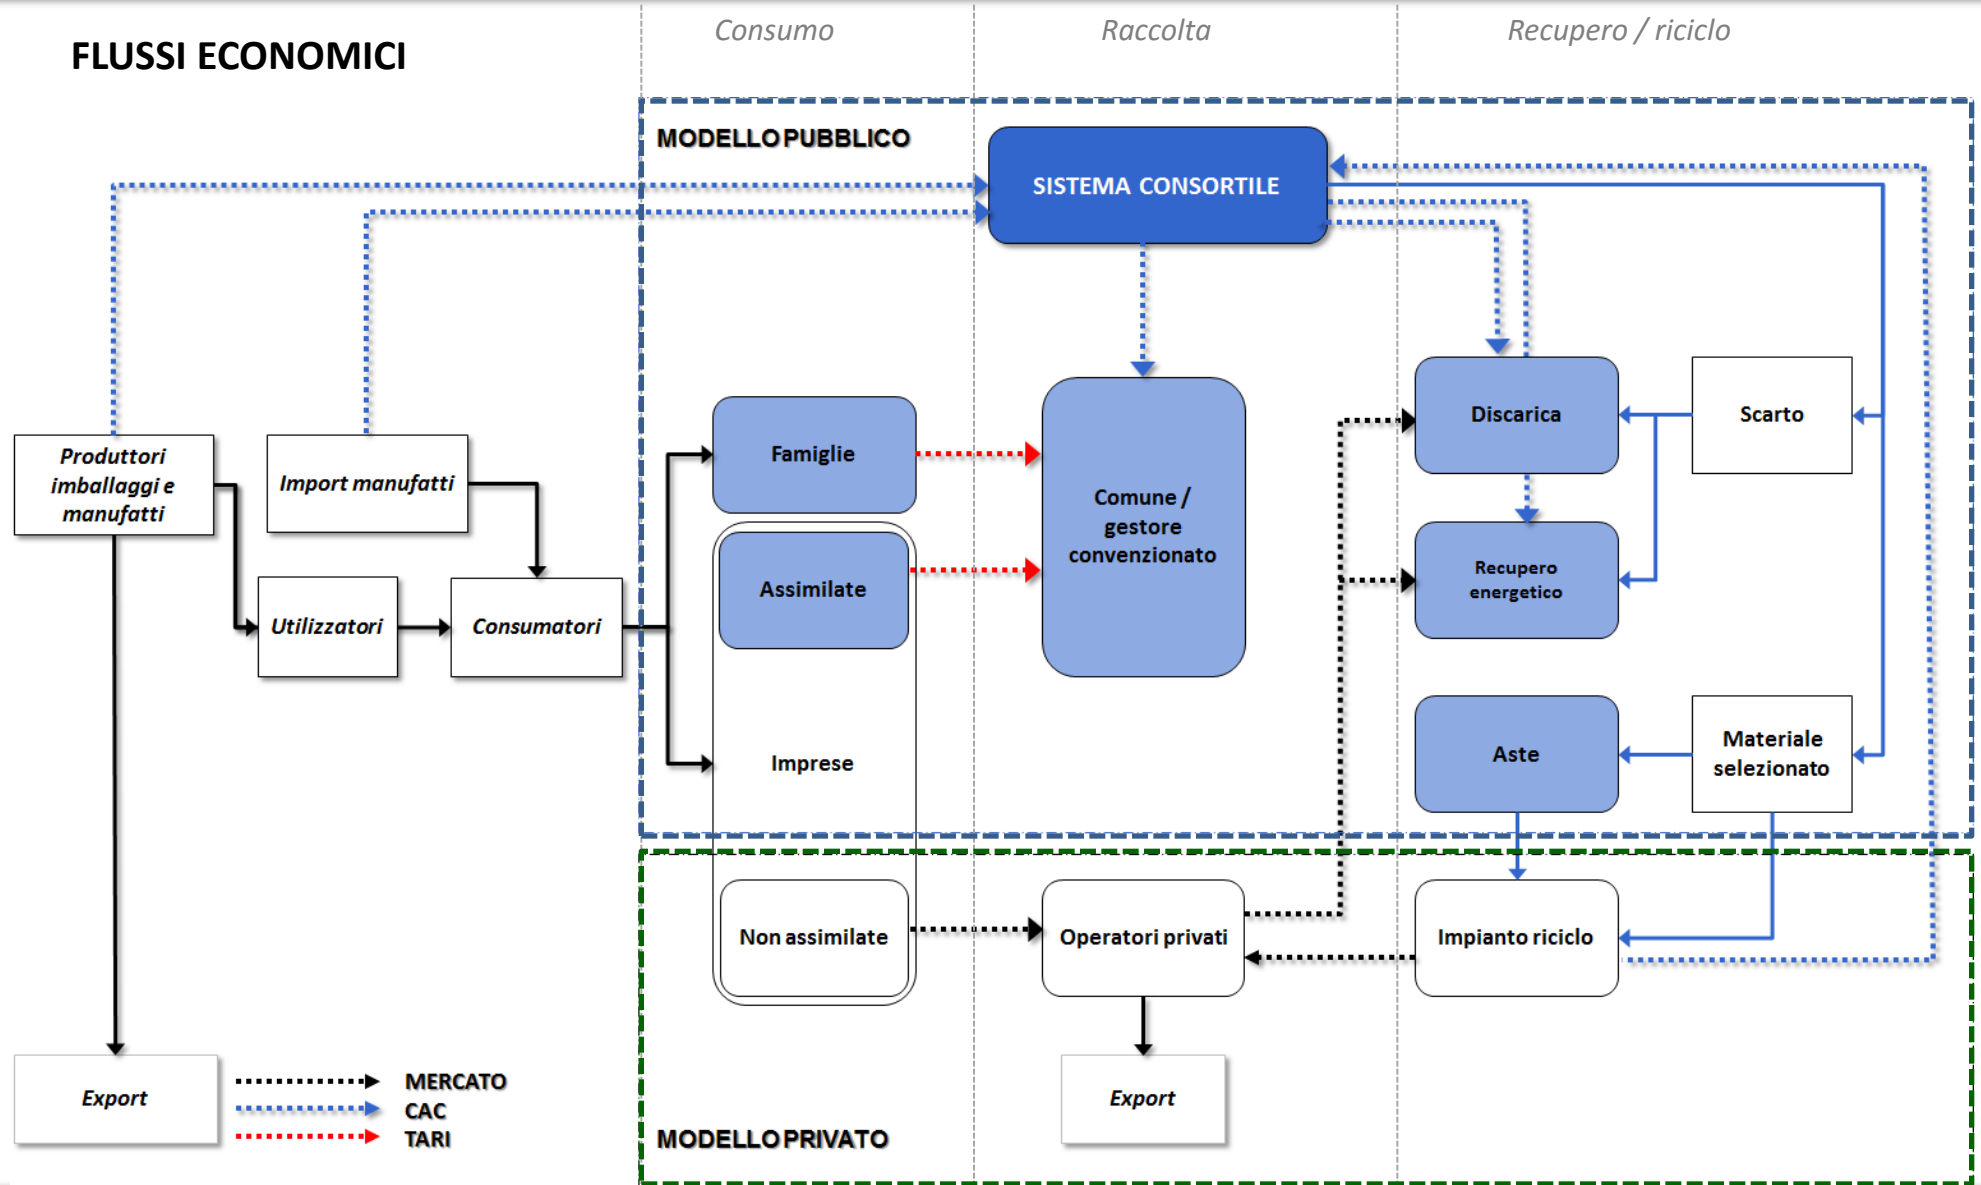 FLUSSI ECONOMICI
Consumo
Raccolta
Recupero / riciclo
MODELLO PUBBLICO
SISTEMA CONSORTILE
Produttori
imballaggi e
manufatti
Import manufatti
Utilizzatori
Consumatori
Famiglie
Assimilate
Imprese
Comune /
gestore
convenzionato
Discarica
Scarto
Recupero
energetico
Aste
Materiale
selezionato
Non assimilate
Operatori privati
Impianto riciclo
Export
MERCATO
CAC
TARI
Export
MODELLO PRIVATO